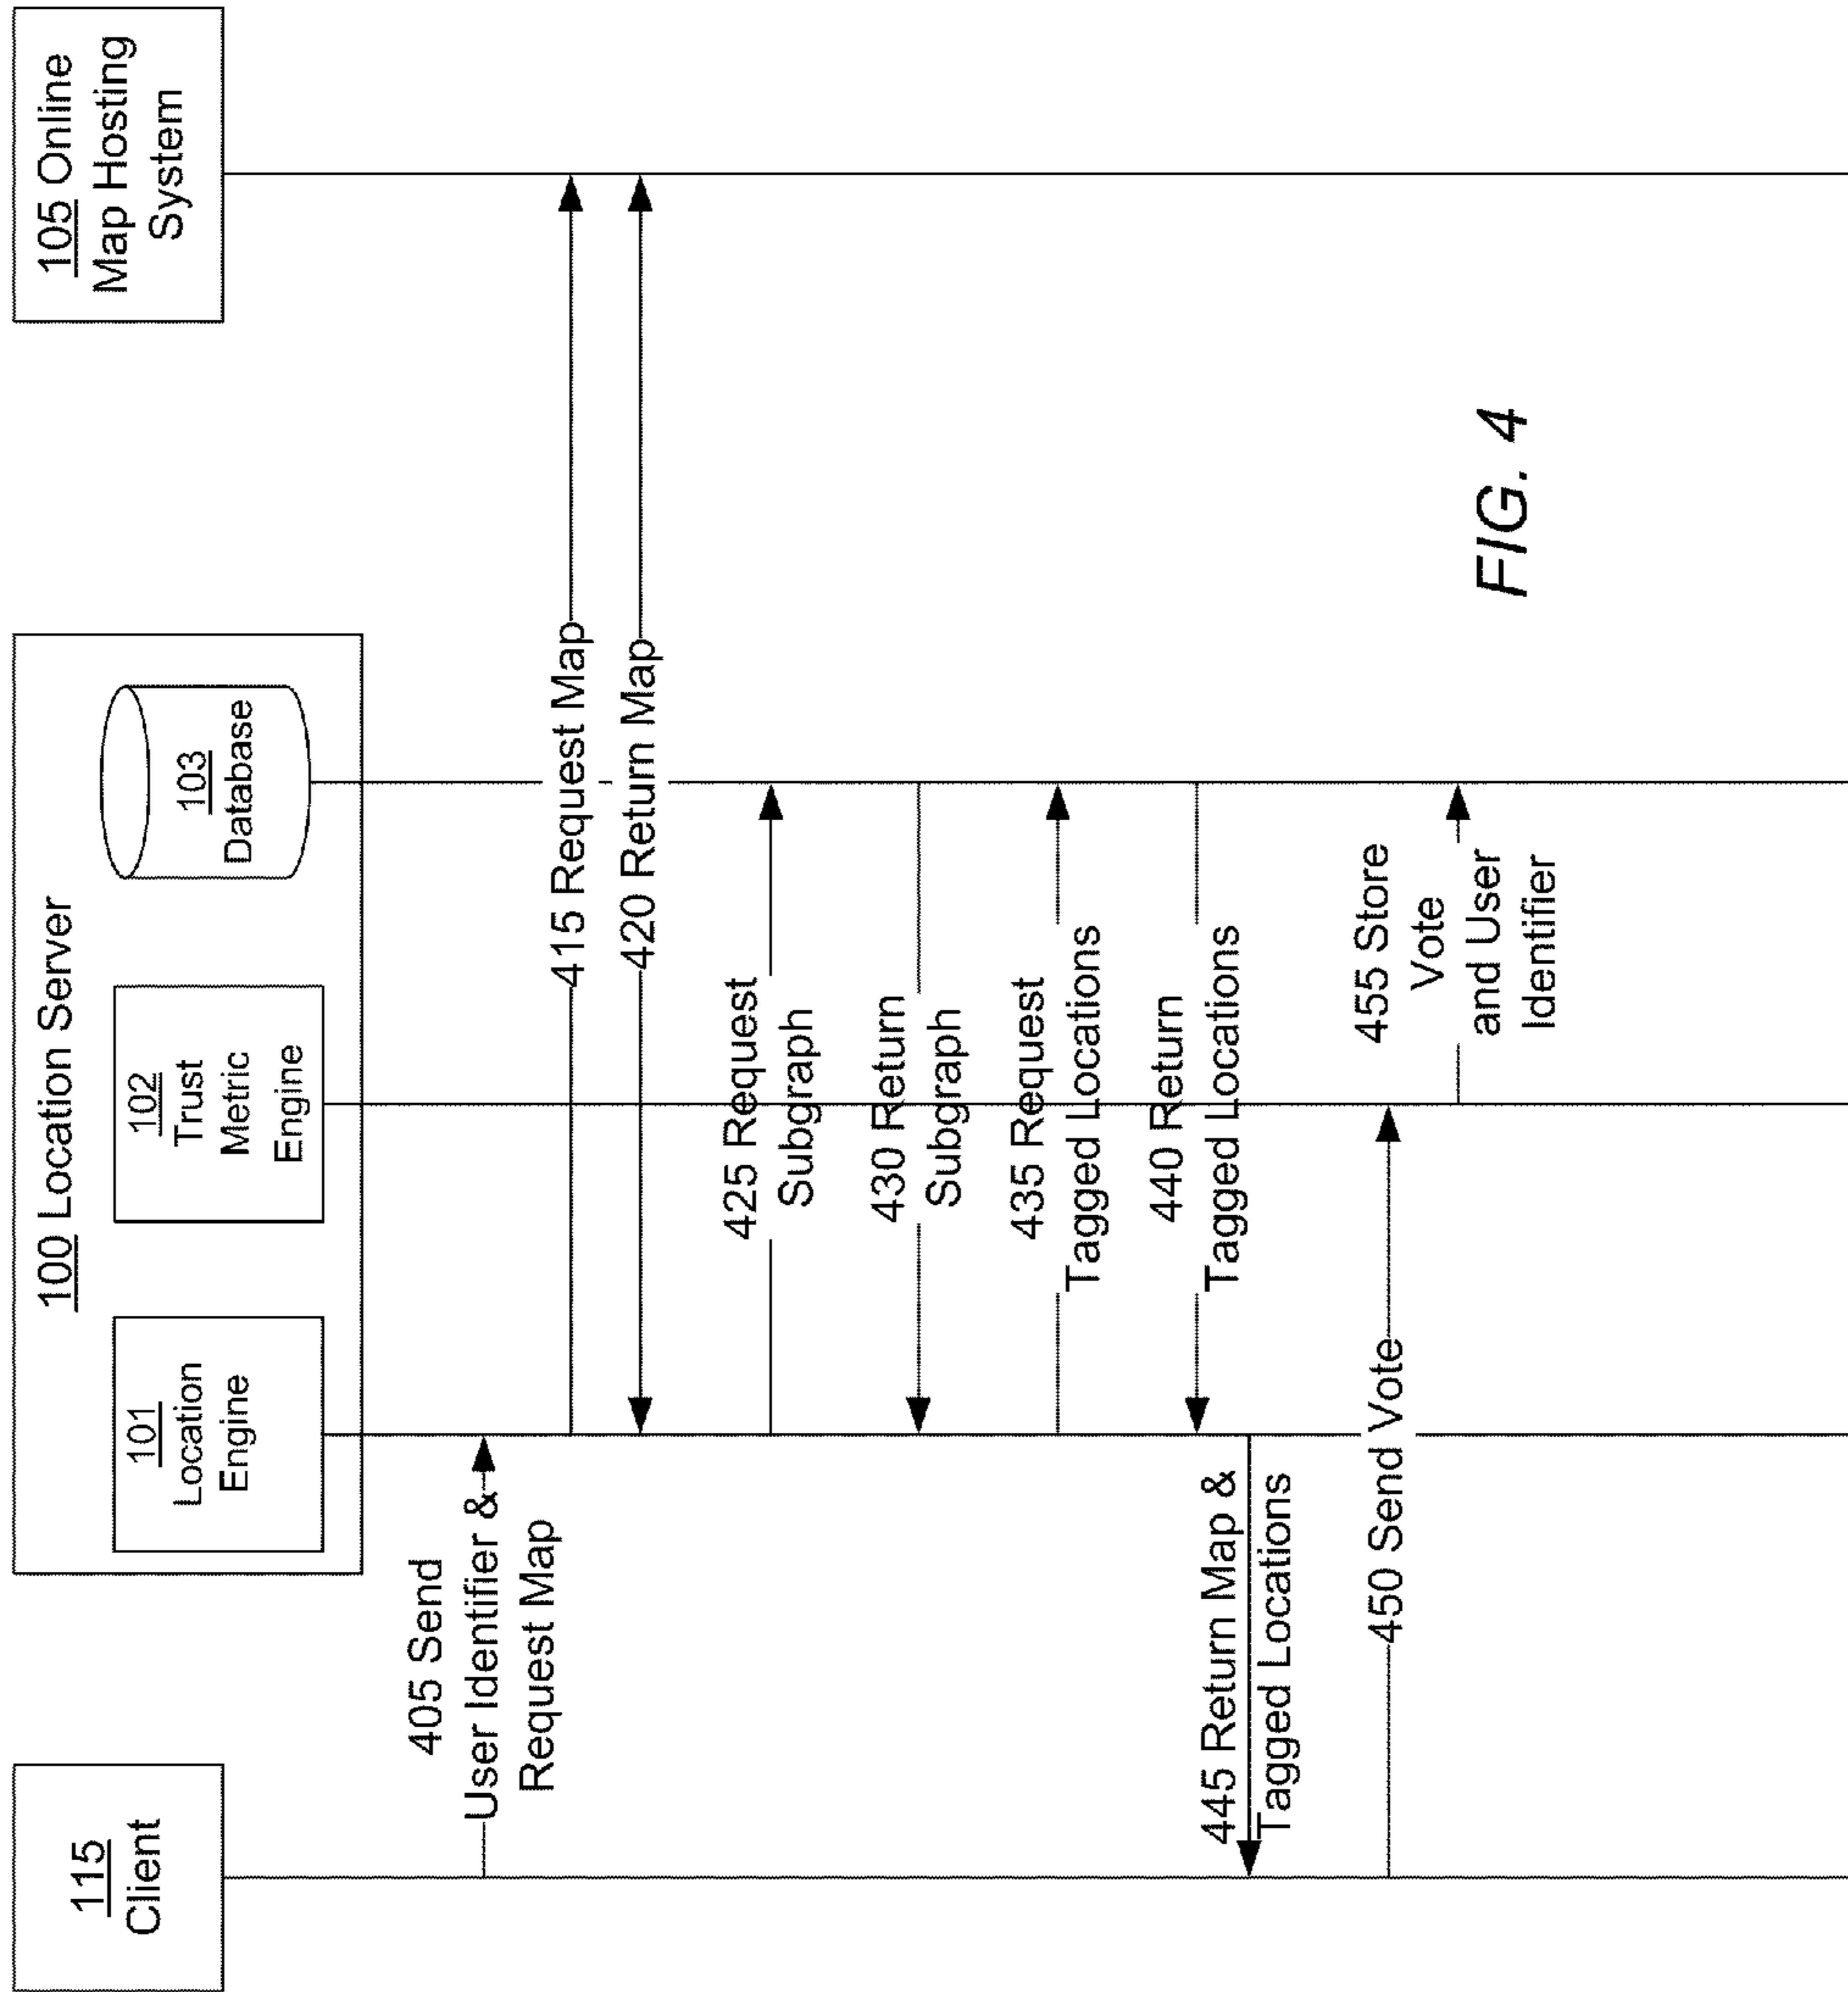 115
Client
100 Location Server
101
Location
Engine
102
Trust
Metric
Engine
103
Database
105 Online
Map Hosting
System
405 Send
User Identifier &
Request Map
415 Request Map
420 Return Map
425 Request
Subgraph
430 Return
Subgraph
435 Request
Tagged Locations
440 Return
Tagged Locations
445 Return Map &
Tagged Locations
450 Send Vote
455 Store
Vote
and User
Identifier
FIG. 4